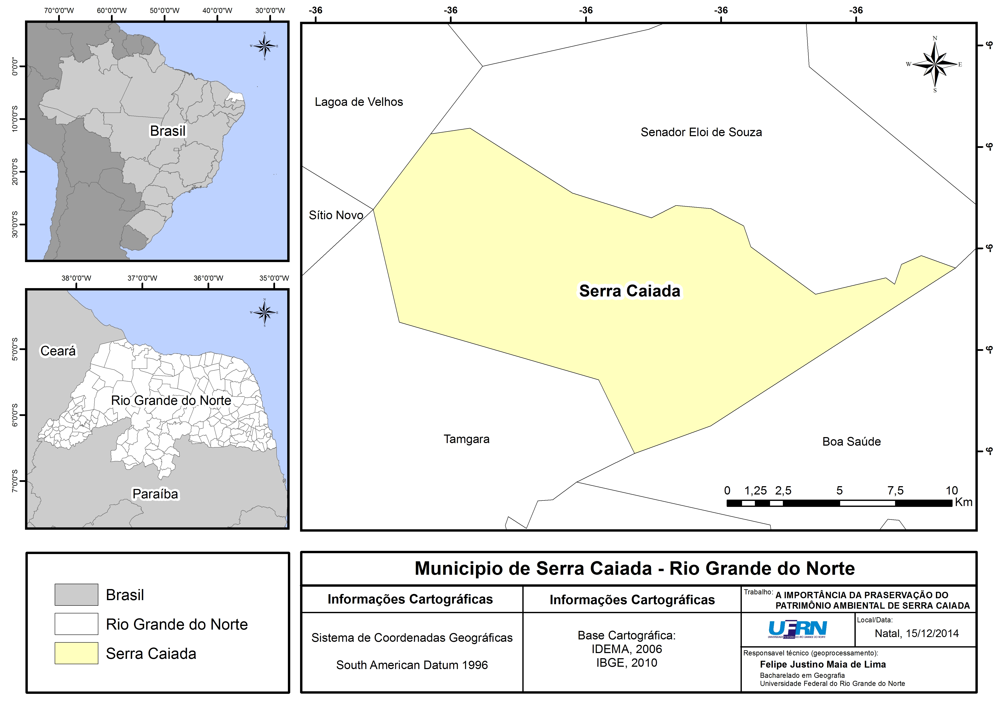 70°0'0"W 60°0'0"W 50°0'0"W 40°0'0"W 30°0'0"W
0°0'0"
10°0'0"S
20°0'0"S
30°0'0"S
N
W E
S
Brasil
38°0'0"W 37°0'0"W 36°0'0"W 35°0'0"W
5°0'0"S
6°0'0"S
7°0'0"S
N
W E
S
Ceará
Rio Grande do Norte
Paraíba
-36 -36 -36 -36 -36
-6
-6
-6
-6
-6
N
W E
S
Lagoa de Velhos
Senador Eloi de Souza
Sítio Novo
Serra Caiada
Tamgara
Boa Saúde
0 1,25 2,5 5 7,5 10
Km
Brasil
Rio Grande do Norte
Serra Caiada
Municipio de Serra Caiada - Rio Grande do Norte
Informações Cartográficas
Sistema de Coordenadas Geográficas
South American Datum 1996
Informações Cartográficas
Base Cartográfica:
IDEMA, 2006
IBGE, 2010
Trabalho: A IMPORTÂNCIA DA PRASERVAÇÃO DO
PATRIMÔNIO AMBIENTAL DE SERRA CAIADA
UFRN
UNIVERSIDADE FEDERAL DO RIO GRANDE DO NORTE
Local/Data:
Natal, 15/12/2014
Responsavel técnico (geoprocessamento):
Felipe Justino Maia de Lima
Bacharelado em Geografia
Universidade Federal do Rio Grande do Norte